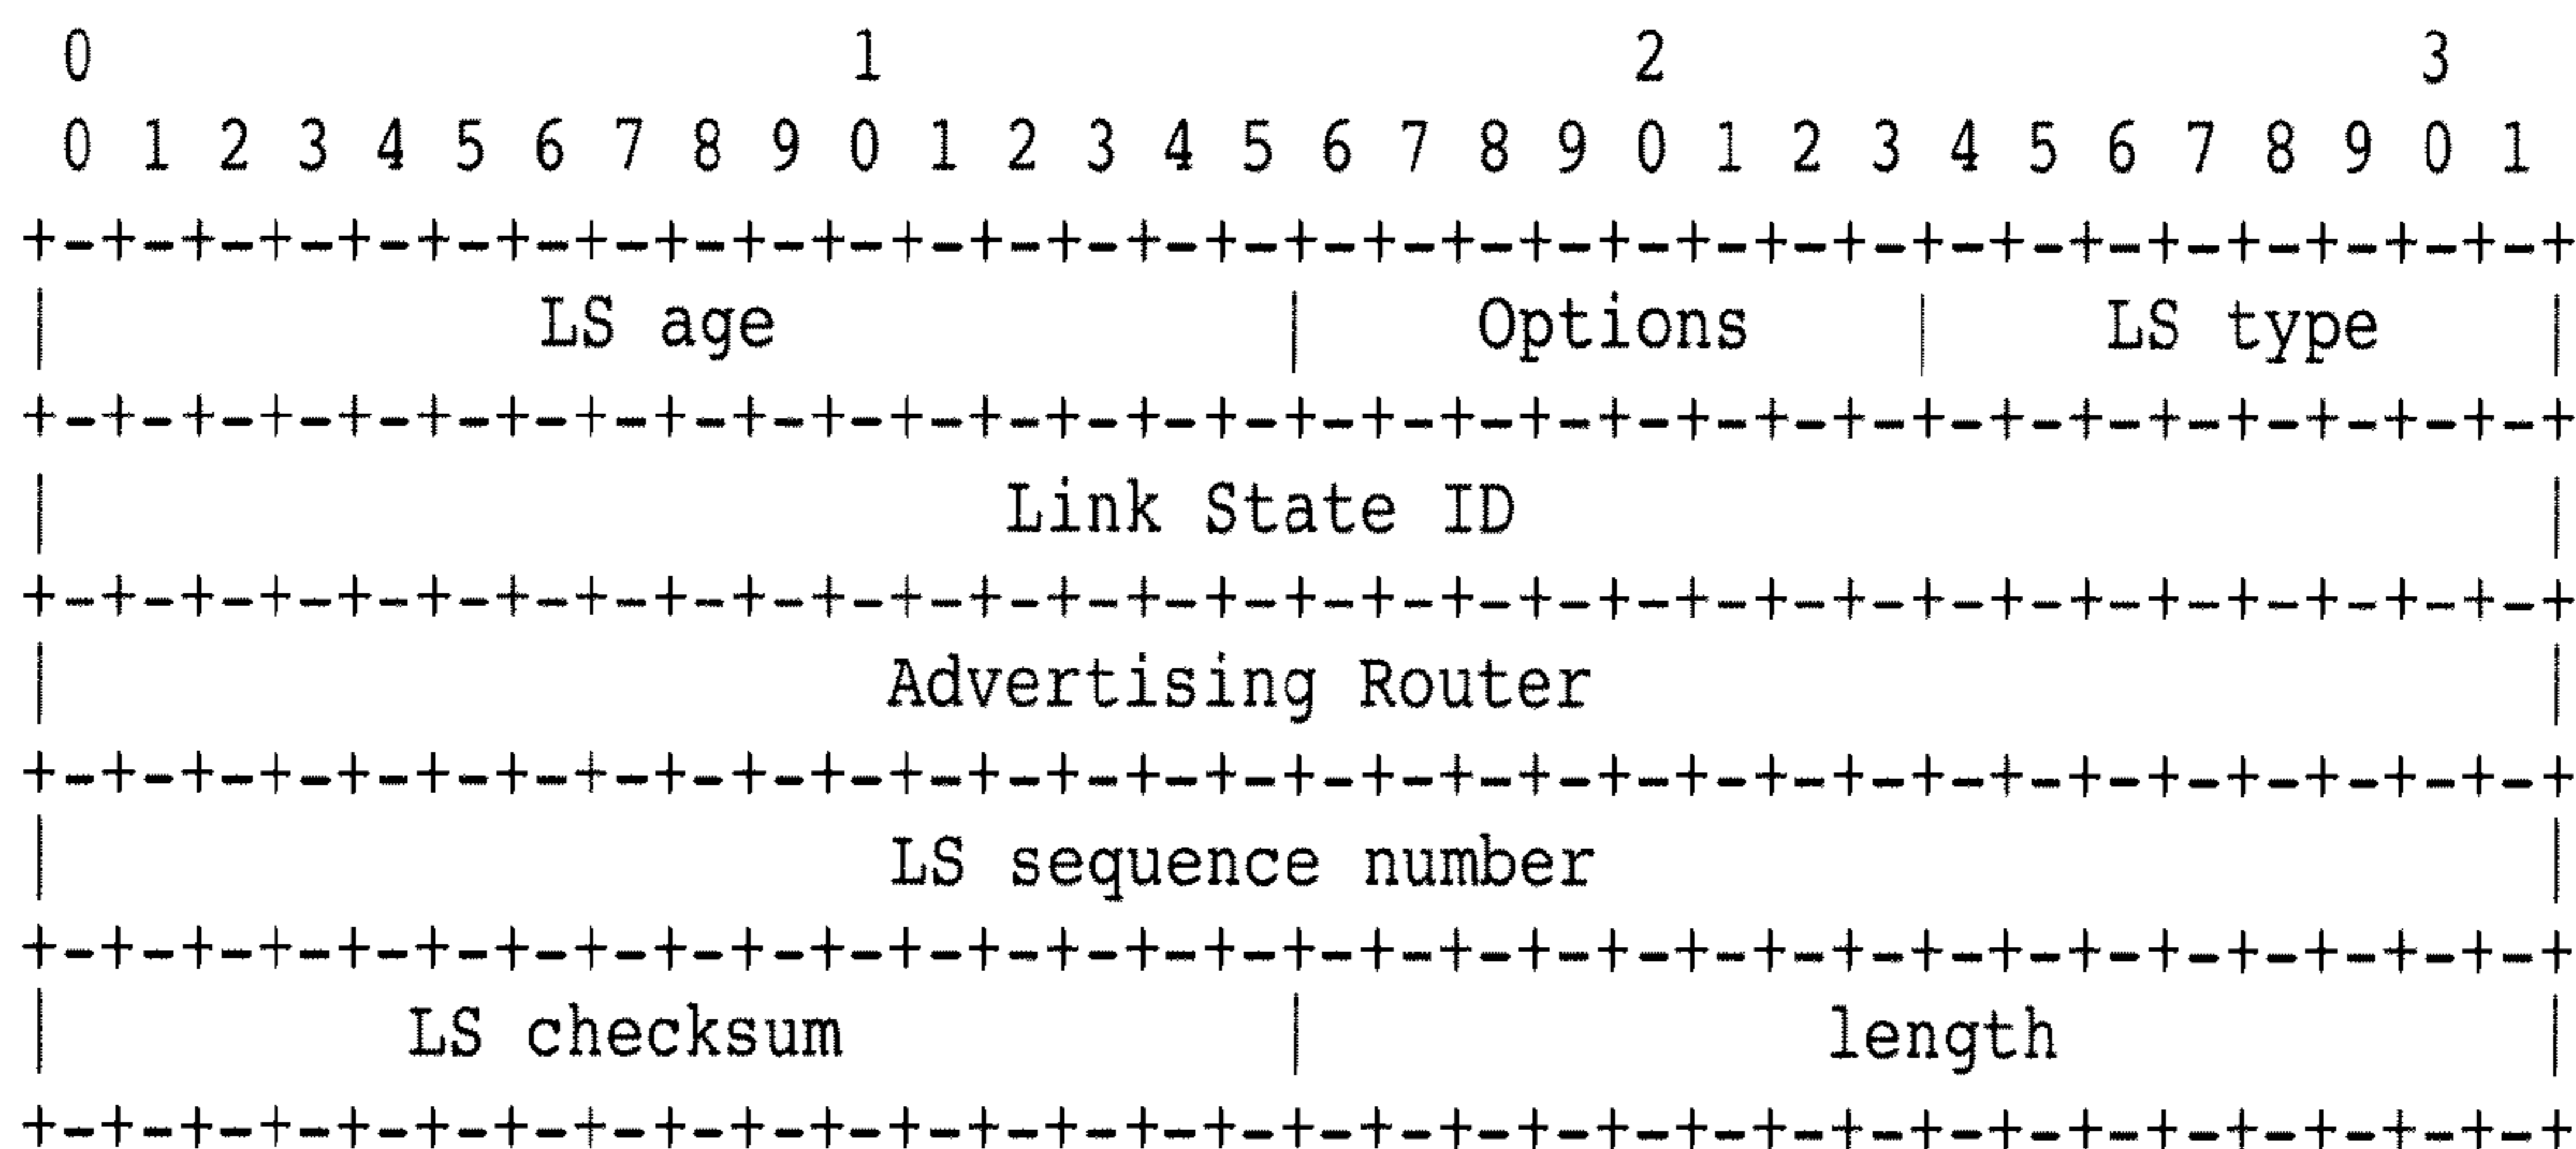 0 1 2 3
0 1 2 3 4 5 6 7 8 9 0 1 2 3 4 5 6 7 8 9 0 1 2 3 4 5 6 7 8 9 0 1
+-+-+-+-+-+-+-+-+-+-+-+-+-+-+-+-+-+-+-+-+-+-+-+-+-+-+-+-+-+-+-+-+
| LS age | Options | LS type |
+-+-+-+-+-+-+-+-+-+-+-+-+-+-+-+-+-+-+-+-+-+-+-+-+-+-+-+-+-+-+-+-+
| Link State ID |
+-+-+-+-+-+-+-+-+-+-+-+-+-+-+-+-+-+-+-+-+-+-+-+-+-+-+-+-+-+-+-+-+
| Advertising Router |
+-+-+-+-+-+-+-+-+-+-+-+-+-+-+-+-+-+-+-+-+-+-+-+-+-+-+-+-+-+-+-+-+
| LS sequence number |
+-+-+-+-+-+-+-+-+-+-+-+-+-+-+-+-+-+-+-+-+-+-+-+-+-+-+-+-+-+-+-+-+
| LS checksum | length |
+-+-+-+-+-+-+-+-+-+-+-+-+-+-+-+-+-+-+-+-+-+-+-+-+-+-+-+-+-+-+-+-+